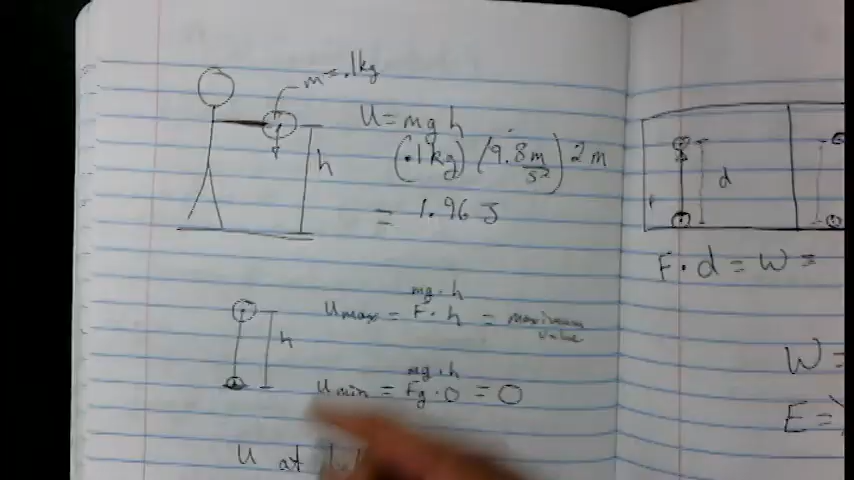 m = .1kg
U = mgh
h
(.1kg) (9.8m/s²) 2m
= 1.96 J
mg·h
Umax = F·h = maximum value
h
mg·h
Umin = Fg·0 = 0
U at
d
F·d = W =
W =
E =